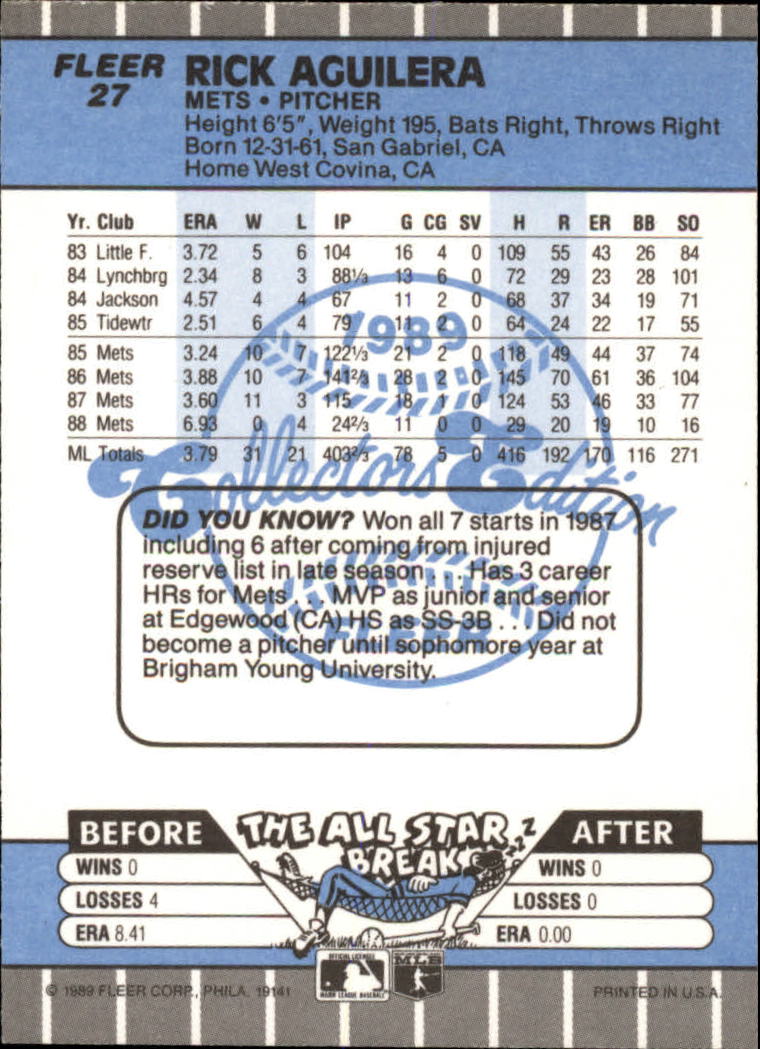 FLEER
27
RICK AGUILERA
METS • PITCHER
Height 6'5", Weight 195, Bats Right, Throws Right
Born 12-31-61, San Gabriel, CA
Home West Covina, CA
Yr. Club ERA W L IP G CG SV H R ER BB SO
83 Little F. 3.72 5 6 104 16 4 0 109 55 43 26 84
84 Lynchbrg 2.34 8 3 88⅓ 13 6 0 72 29 23 28 101
84 Jackson 4.57 4 4 67 11 2 0 68 37 34 19 71
85 Tidewtr 2.51 6 4 79 11 2 0 64 24 22 17 55
85 Mets 3.24 10 7 122⅓ 21 2 0 118 49 44 37 74
86 Mets 3.88 10 7 141⅔ 28 2 0 145 70 61 36 104
87 Mets 3.60 11 3 115 18 1 0 124 53 46 33 77
88 Mets 6.93 0 4 24⅔ 11 0 0 29 20 19 10 16
ML Totals 3.79 31 21 403⅔ 78 5 0 416 192 170 116 271
1989
Collectors Edition
FLEER
DID YOU KNOW? Won all 7 starts in 1987
including 6 after coming from injured
reserve list in late season . . . Has 3 career
HRs for Mets . . . MVP as junior and senior
at Edgewood (CA) HS as SS-3B . . . Did not
become a pitcher until sophomore year at
Brigham Young University.
BEFORE THE ALL STAR BREAK AFTER
zzZ
WINS 0 WINS 0
LOSSES 4 LOSSES 0
ERA 8.41 ERA 0.00
OFFICIAL LICENSEE
MAJOR LEAGUE BASEBALL
MLB
© 1989 FLEER CORP., PHILA. 19141 PRINTED IN U.S.A.